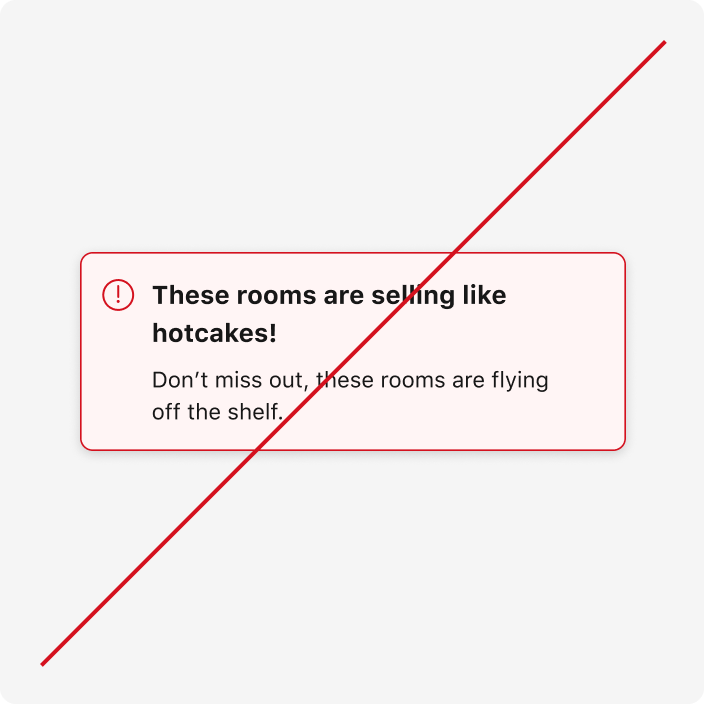 These rooms are selling like
hotcakes!
Don’t miss out, these rooms are flying
off the shelf.